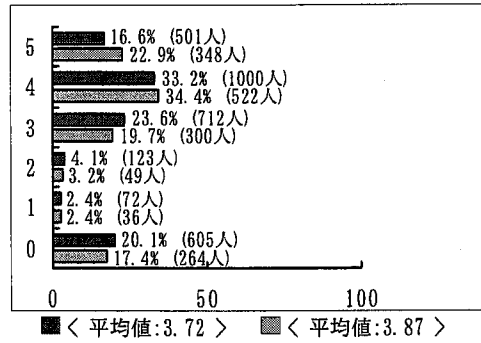 5
16.6% (501人)
22.9% (348人)
4
33.2% (1000人)
34.4% (522人)
3
23.6% (712人)
19.7% (300人)
2
4.1% (123人)
3.2% (49人)
1
2.4% (72人)
2.4% (36人)
0
20.1% (605人)
17.4% (264人)
0 50 100
< 平均値:3.72 > < 平均値:3.87 >